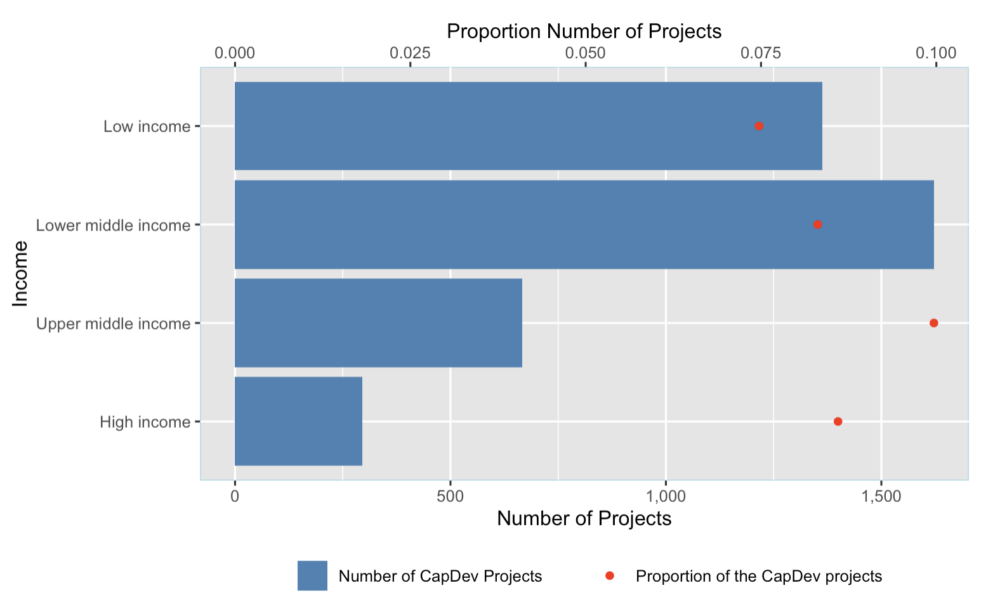 Proportion Number of Projects
0.000 0.025 0.050 0.075 0.100
Income
Low income
Lower middle income
Upper middle income
High income
0 500 1,000 1,500
Number of Projects
Number of CapDev Projects Proportion of the CapDev projects